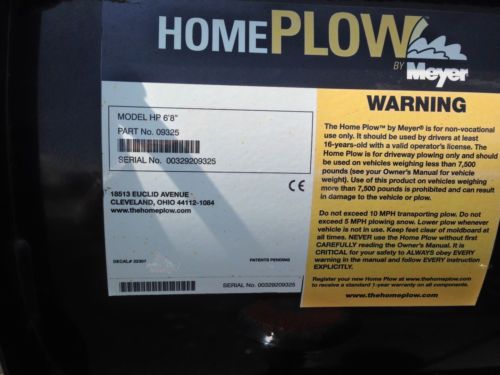 HOMEPLOW
BY Meyer
MODEL HP 6'8"
PART No. 09325
SERIAL No. 00329209325
18513 EUCLID AVENUE
CLEVELAND, OHIO 44112-1084
www.thehomeplow.com
CE
DECAL# 22307
PATENTS PENDING
SERIAL No. 00329209325
WARNING
The Home Plow™ by Meyer® is for non-vocational
use only. It should be used by drivers at least
16-years-old with a valid operator's license. The
Home Plow is for driveway plowing only and should
be used on vehicles weighing less than 7,500
pounds (see your Owner's Manual for vehicle
weight). Use of this product on vehicles weighing
more than 7,500 pounds is prohibited and can result
in damage to the vehicle or plow.
Do not exceed 10 MPH transporting plow. Do not
exceed 5 MPH plowing snow. Lower plow whenever
vehicle is not in use. Keep feet clear of moldboard at
all times. NEVER use the Home Plow without first
CAREFULLY reading the Owner's Manual. It is
CRITICAL for your safety to ALWAYS obey EVERY
warning in the manual and follow EVERY instruction
EXPLICITLY.
Register your new Home Plow at www.thehomeplow.com
to receive a standard 1-year warranty on all components.
www.thehomeplow.com